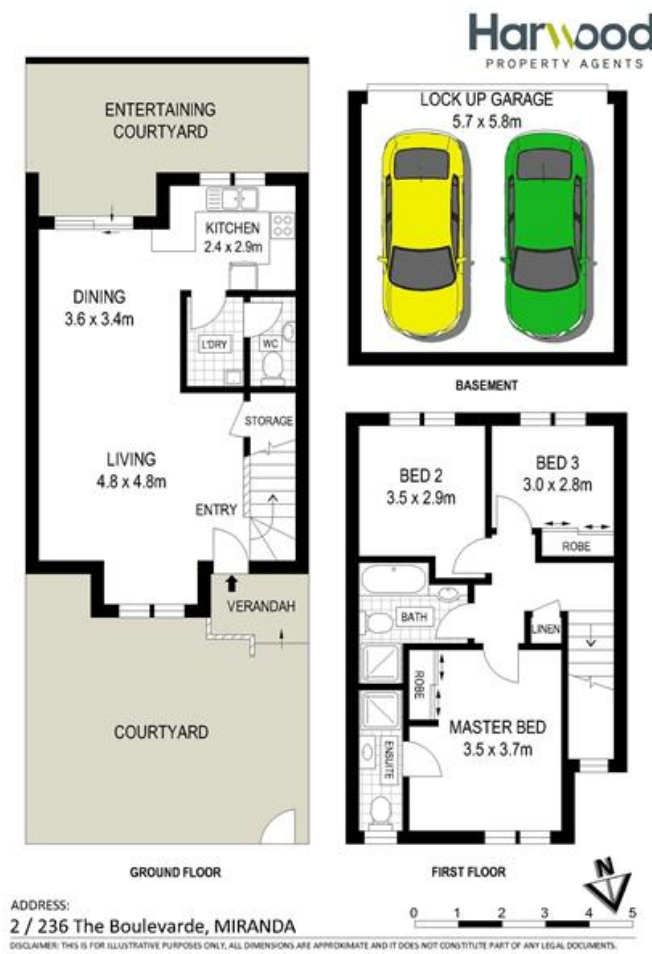 Harwood
PROPERTY AGENTS
ENTERTAINING
COURTYARD
LOCK UP GARAGE
5.7 x 5.8m
KITCHEN
2.4 x 2.9m
DINING
3.6 x 3.4m
L'DRY
WC
BASEMENT
STORAGE
LIVING
4.8 x 4.8m
ENTRY
VERANDAH
COURTYARD
GROUND FLOOR
BED 2
3.5 x 2.9m
BED 3
3.0 x 2.8m
ROBE
BATH
LINEN
ROBE
MASTER BED
3.5 x 3.7m
ENSUITE
FIRST FLOOR
N
ADDRESS:
2 / 236 The Boulevarde, MIRANDA
0 1 2 3 4 5
DISCLAIMER: THIS IS FOR ILLUSTRATIVE PURPOSES ONLY, ALL DIMENSIONS ARE APPROXIMATE AND IT DOES NOT CONSTITUTE PART OF ANY LEGAL DOCUMENTS.